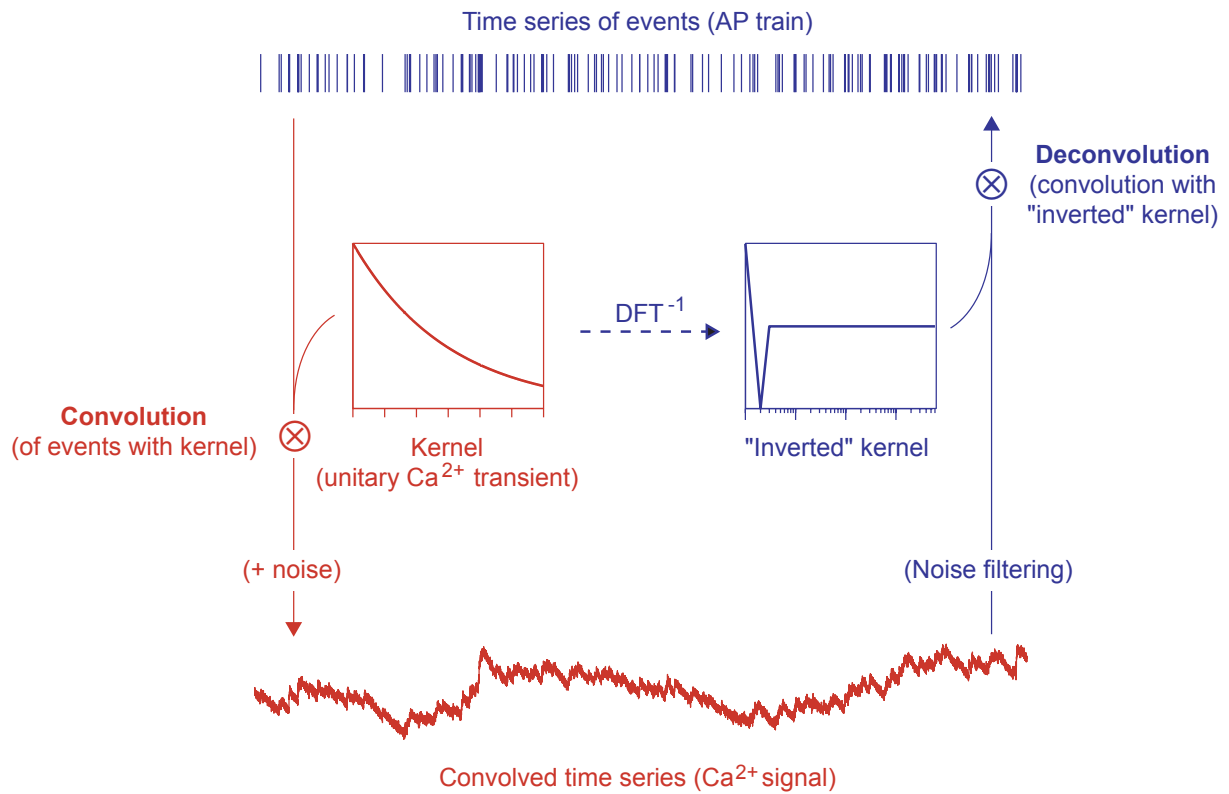 Time series of events (AP train)
Deconvolution
(convolution with
"inverted" kernel)
DFT⁻¹
Convolution
(of events with kernel)
Kernel
(unitary Ca²⁺ transient)
"Inverted" kernel
(+ noise)
(Noise filtering)
Convolved time series (Ca²⁺ signal)